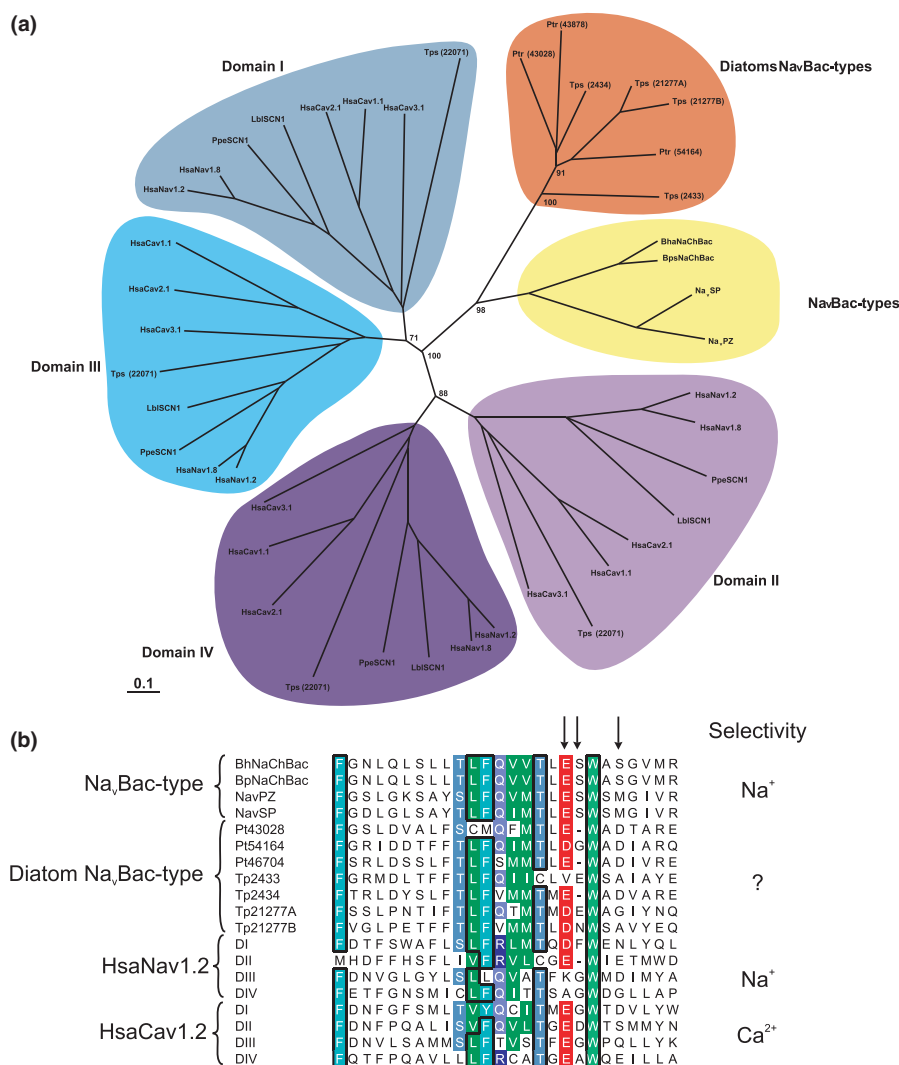 (a)
Domain I
Tps (22071)
HsaCav3.1
HsaCav1.1
HsaCav2.1
LblSCN1
PpeSCN1
HsaNav1.8
HsaNav1.2
Ptr (43878)
Ptr (43028)
Diatoms NavBac-types
Tps (2434)
Tps (21277A)
Tps (21277B)
Ptr (54164)
Tps (2433)
91
100
BhaNaChBac
BpsNaChBac
NavSP
NavPZ
NavBac-types
98
HsaCav1.1
HsaCav2.1
HsaCav3.1
Domain III
Tps (22071)
LblSCN1
PpeSCN1
HsaNav1.8
HsaNav1.2
71
100
88
HsaNav1.2
HsaNav1.8
PpeSCN1
LblSCN1
HsaCav2.1
HsaCav1.1
HsaCav3.1
Tps (22071)
Domain II
HsaCav3.1
HsaCav1.1
HsaCav2.1
Tps (22071)
PpeSCN1
LblSCN1
HsaNav1.8
HsaNav1.2
Domain IV
0.1
(b)
Selectivity
NavBac-type
BhNaChBac F G N L Q L S L L T L F Q V V T L E S W A S G V M R
BpNaChBac F G N L Q L S L L T L F Q V V T L E S W A S G V M R
NavPZ F G S L G K S A Y S L F Q V M T L E S W S M G I V R
NavSP F G D L G L S L F T L F Q I M T L E S W S M G I V R
Na+
Diatom NavBac-type
Pt43028 F G S L D V A L F S C M Q F M T L E - W A D T A R E
Pt54164 F G R I D D T F F T L F Q I M T L D G W A D I A R Q
Pt46704 F S R L D S S L F T L F S M M T L E - W A D I V R E
Tp2433 F G R M D L T F F T L F Q I I C L V E W S A I A Y E
Tp2434 F T R L D Y S L F T L F V M M T M E - W A D V A R E
Tp21277A F S S L P N T I F T L F Q T M T M D E W A G I Y N Q
Tp21277B F V G L P E T T F T L F V M M T L D N W S A V Y E Q
?
HsaNav1.2
DI F D T F S W A F L S L F R L M T Q D F W E N L Y Q L
DII M H D F F H S F L I V F R V L C G E - W I E T M W D
DIII F D N V G L G Y L S L L Q V A T F K G W M D I M Y A
DIV F E T F G N S M I C L F Q I T T S A G W D G L L A P
Na+
HsaCav1.2
DI F D N F G F S M L T V Y Q C I T M E G W T D V L Y W
DII F D N F P Q A L I S V F Q V L T G E D W T S M M Y N
DIII F D N V L S A M M S L F T V S T F E G W P Q L L Y K
DIV F Q T F P Q A V L L L F R C A T G E A W Q E I L L A
Ca2+